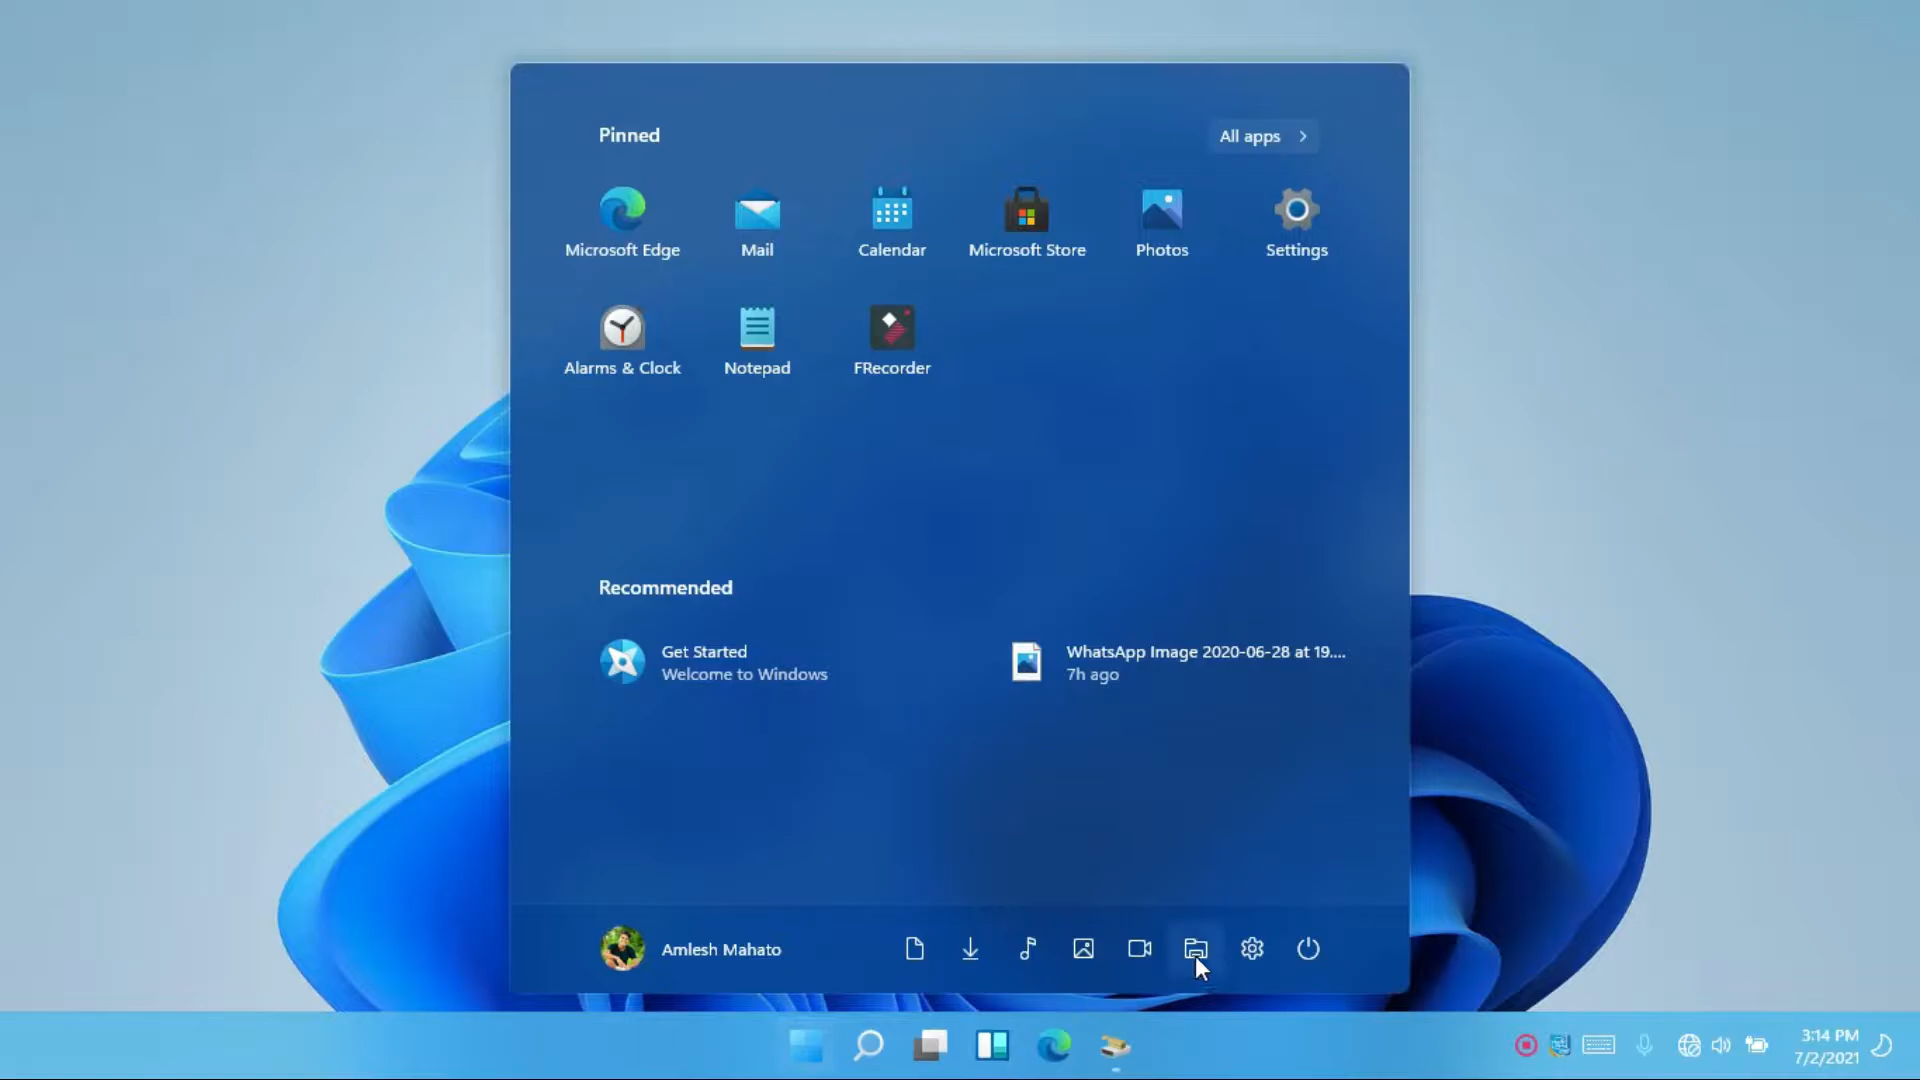 Pinned
All apps
Microsoft Edge
Mail
Calendar
Microsoft Store
Photos
Settings
Alarms & Clock
Notepad
FRecorder
Recommended
Get Started
Welcome to Windows
WhatsApp Image 2020-06-28 at 19....
7h ago
Amlesh Mahato
3:14 PM
7/2/2021